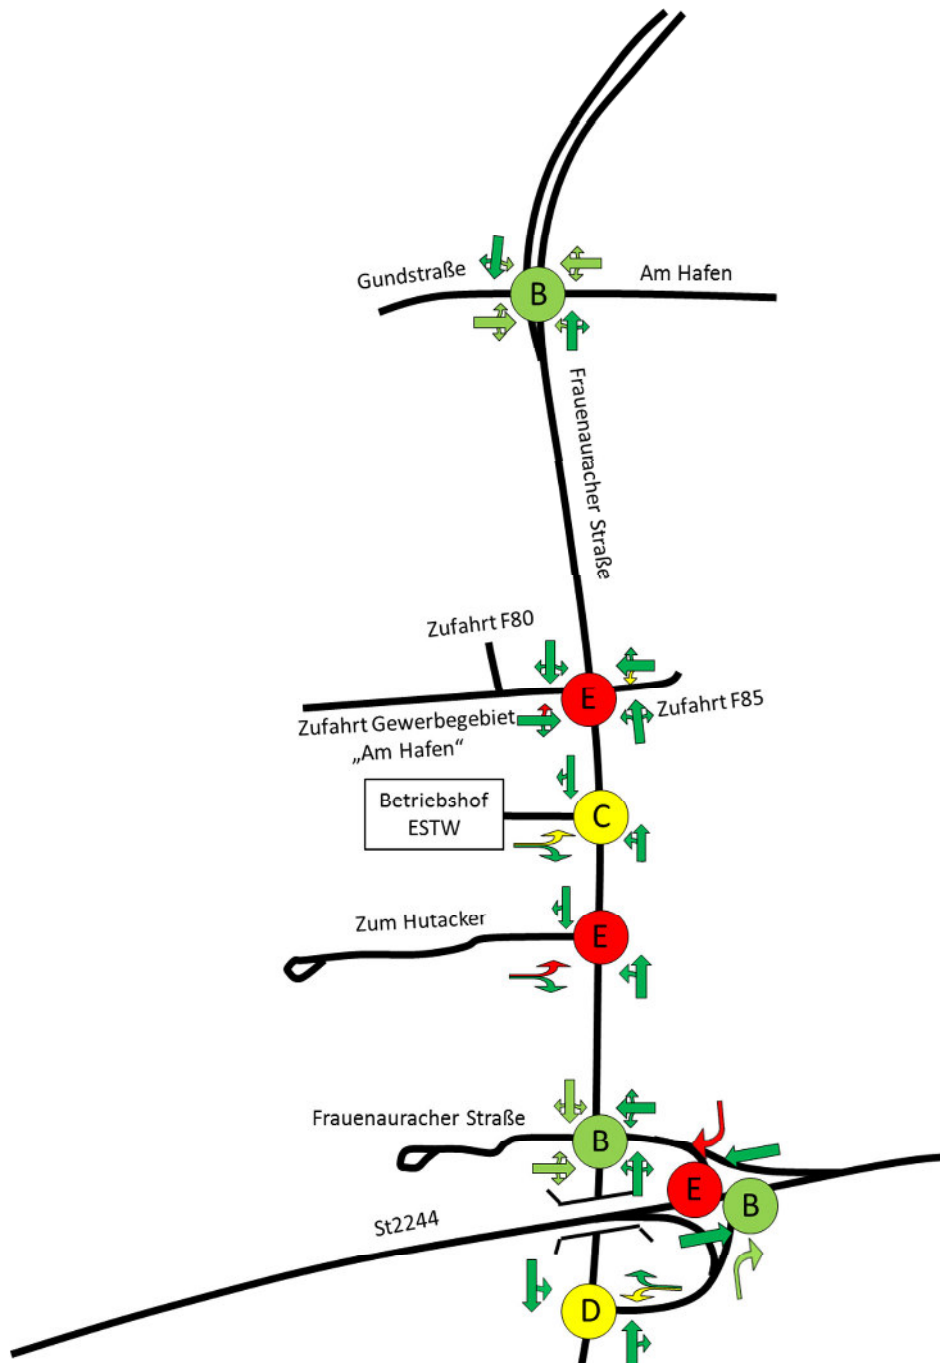 Gundstraße
Am Hafen
B
Frauenauracher Straße
Zufahrt F80
E
Zufahrt F85
Zufahrt Gewerbegebiet
„Am Hafen“
Betriebshof
ESTW
C
Zum Hutacker
E
Frauenauracher Straße
B
E
B
St2244
D